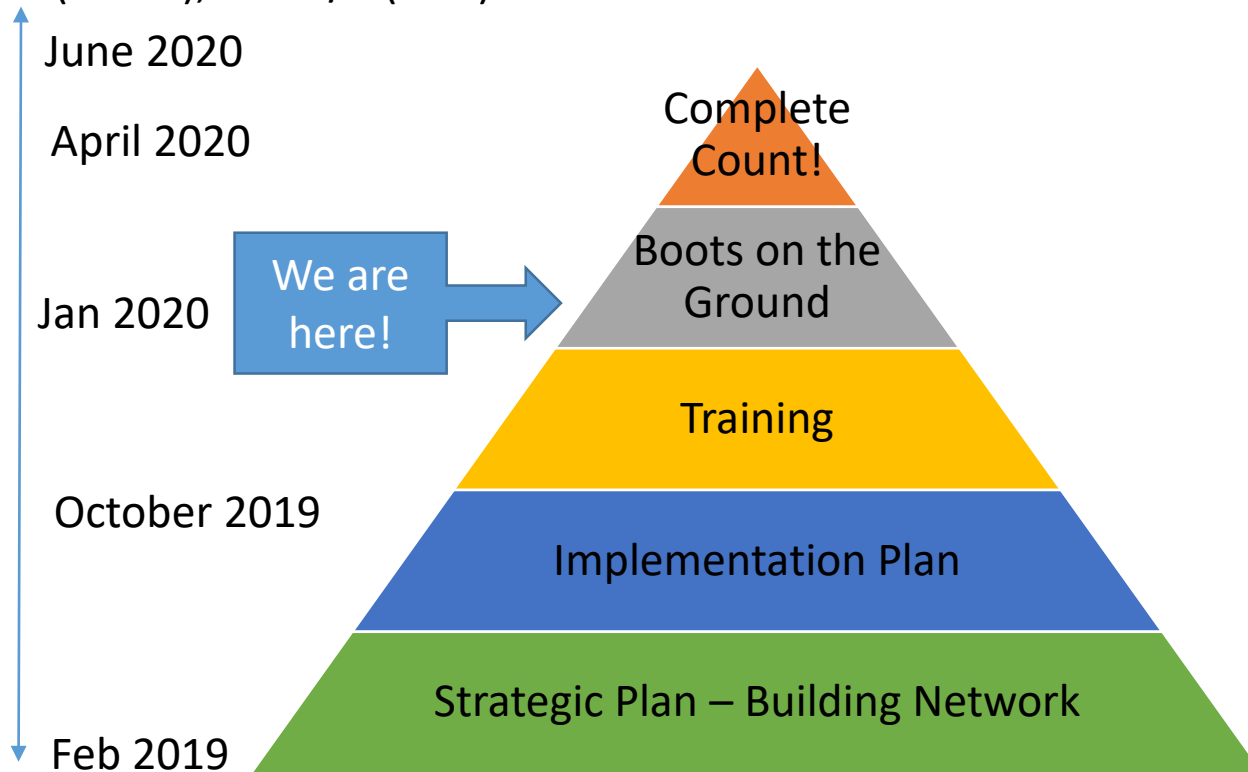 June 2020
Complete
Count!
April 2020
Boots on the
Ground
We are
here!
Jan 2020
Training
October 2019
Implementation Plan
Strategic Plan – Building Network
Feb 2019